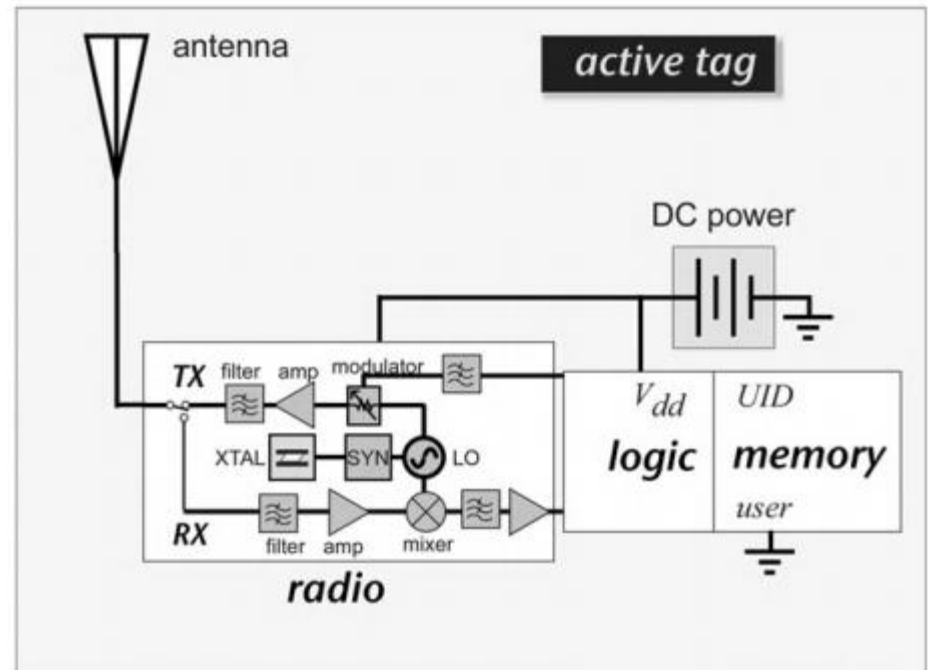 antenna
active tag
DC power
TX
filter
amp
modulator
XTAL
SYN
LO
RX
filter
amp
mixer
radio
Vdd
UID
logic
memory
user